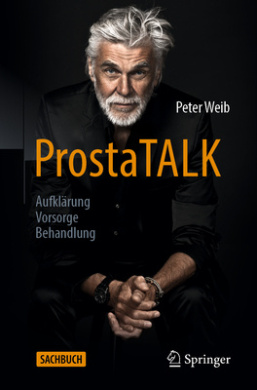 Peter Weib
ProstaTALK
Aufklärung
Vorsorge
Behandlung
SACHBUCH
Springer